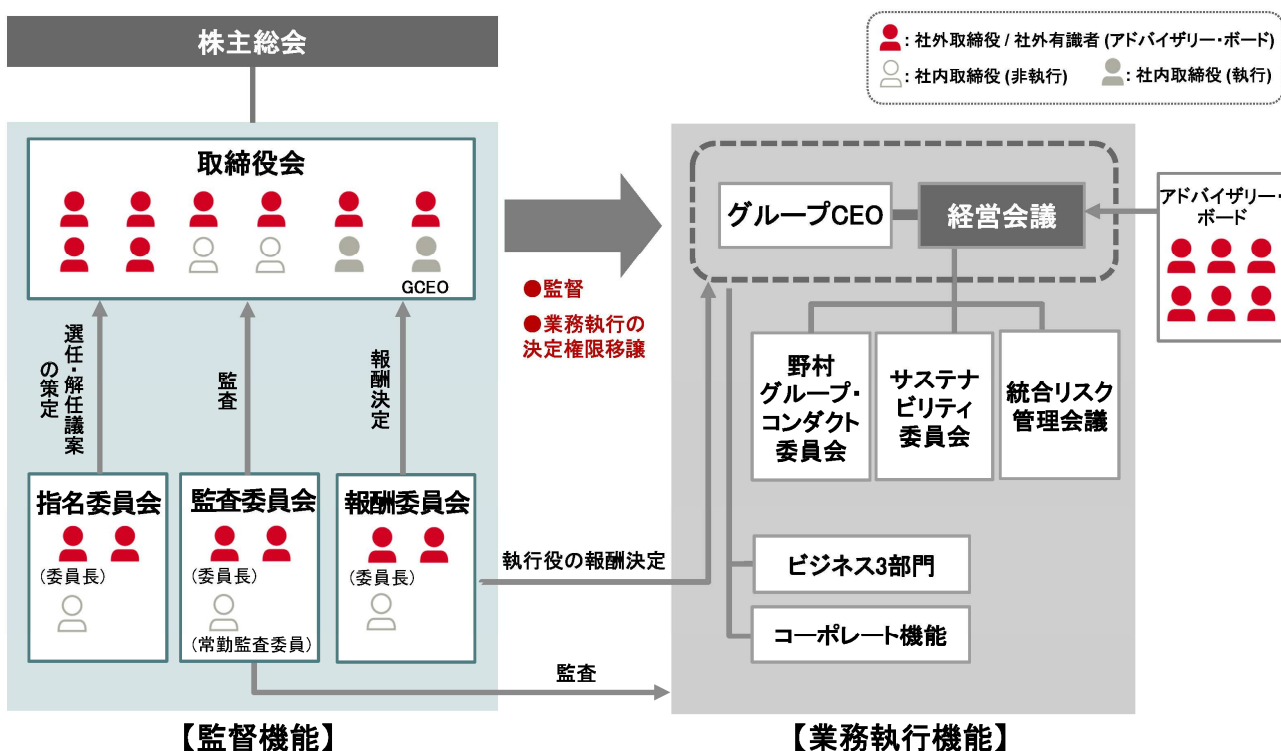 株主総会
: 社外取締役 / 社外有識者 (アドバイザリー・ボード)
: 社内取締役 (非執行)
: 社内取締役 (執行)
取締役会
GCEO
選任・解任議案
の策定
監査
報酬決定
指名委員会
(委員長)
監査委員会
(委員長)
(常勤監査委員)
報酬委員会
(委員長)
【監督機能】
●監督
●業務執行の
決定権限移譲
執行役の報酬決定
監査
グループCEO
経営会議
アドバイザリー・
ボード
野村
グループ・
コンダクト
委員会
サステナ
ビリティ
委員会
統合リスク
管理会議
ビジネス3部門
コーポレート機能
【業務執行機能】